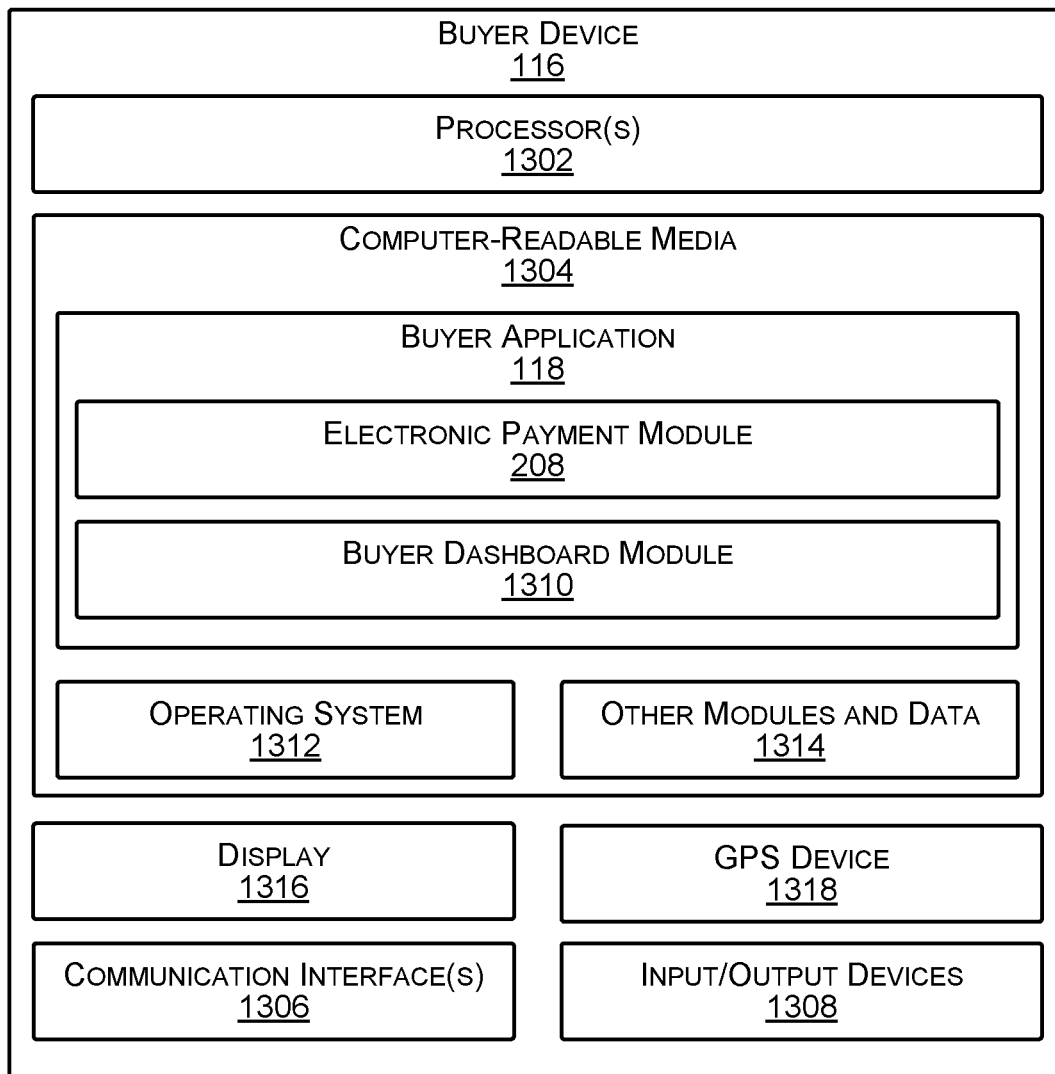 BUYER DEVICE
116
PROCESSOR(S)
1302
COMPUTER-READABLE MEDIA
1304
BUYER APPLICATION
118
ELECTRONIC PAYMENT MODULE
208
BUYER DASHBOARD MODULE
1310
OPERATING SYSTEM
1312
OTHER MODULES AND DATA
1314
DISPLAY
1316
GPS DEVICE
1318
COMMUNICATION INTERFACE(S)
1306
INPUT/OUTPUT DEVICES
1308